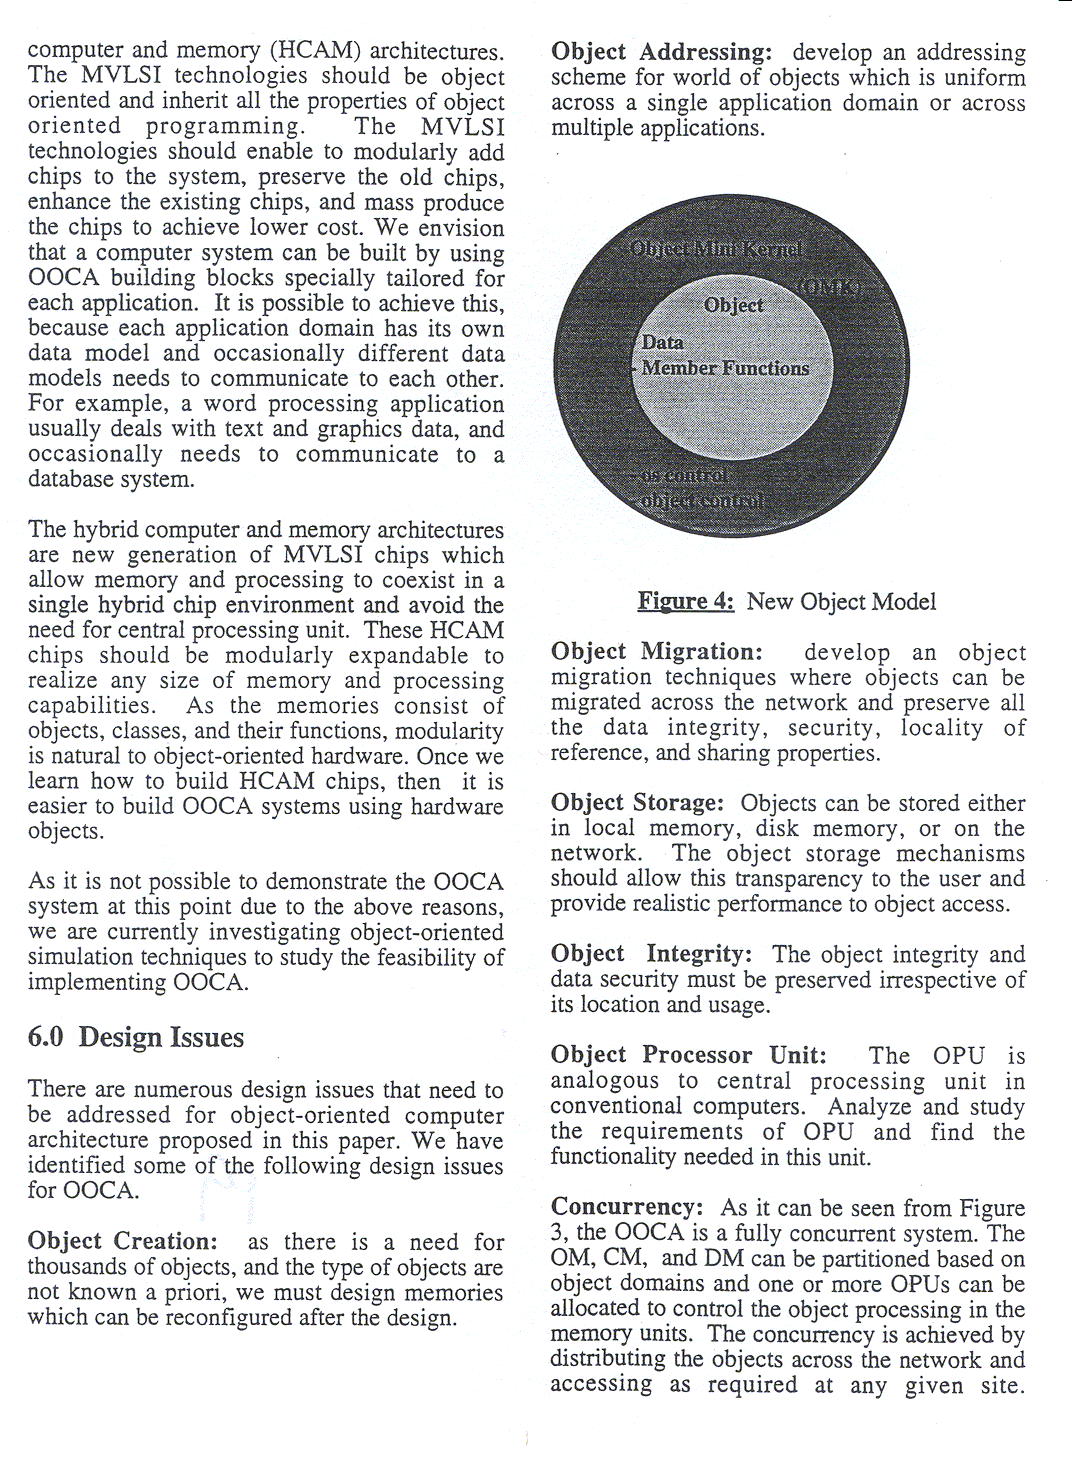 computer and memory (HCAM) architectures.
The MVLSI technologies should be object
oriented and inherit all the properties of object
oriented programming. The MVLSI
technologies should enable to modularly add
chips to the system, preserve the old chips,
enhance the existing chips, and mass produce
the chips to achieve lower cost. We envision
that a computer system can be built by using
OOCA building blocks specially tailored for
each application. It is possible to achieve this,
because each application domain has its own
data model and occasionally different data
models needs to communicate to each other.
For example, a word processing application
usually deals with text and graphics data, and
occasionally needs to communicate to a
database system.
The hybrid computer and memory architectures
are new generation of MVLSI chips which
allow memory and processing to coexist in a
single hybrid chip environment and avoid the
need for central processing unit. These HCAM
chips should be modularly expandable to
realize any size of memory and processing
capabilities. As the memories consist of
objects, classes, and their functions, modularity
is natural to object-oriented hardware. Once we
learn how to build HCAM chips, then it is
easier to build OOCA systems using hardware
objects.
As it is not possible to demonstrate the OOCA
system at this point due to the above reasons,
we are currently investigating object-oriented
simulation techniques to study the feasibility of
implementing OOCA.
6.0 Design Issues
There are numerous design issues that need to
be addressed for object-oriented computer
architecture proposed in this paper. We have
identified some of the following design issues
for OOCA.
Object Creation: as there is a need for
thousands of objects, and the type of objects are
not known a priori, we must design memories
which can be reconfigured after the design.
Object Addressing: develop an addressing
scheme for world of objects which is uniform
across a single application domain or across
multiple applications.
Object Mini Kernel
(OMK)
Object
- Data
- Member Functions
- os control
- object control
Figure 4: New Object Model
Object Migration: develop an object
migration techniques where objects can be
migrated across the network and preserve all
the data integrity, security, locality of
reference, and sharing properties.
Object Storage: Objects can be stored either
in local memory, disk memory, or on the
network. The object storage mechanisms
should allow this transparency to the user and
provide realistic performance to object access.
Object Integrity: The object integrity and
data security must be preserved irrespective of
its location and usage.
Object Processor Unit: The OPU is
analogous to central processing unit in
conventional computers. Analyze and study
the requirements of OPU and find the
functionality needed in this unit.
Concurrency: As it can be seen from Figure
3, the OOCA is a fully concurrent system. The
OM, CM, and DM can be partitioned based on
object domains and one or more OPUs can be
allocated to control the object processing in the
memory units. The concurrency is achieved by
distributing the objects across the network and
accessing as required at any given site.